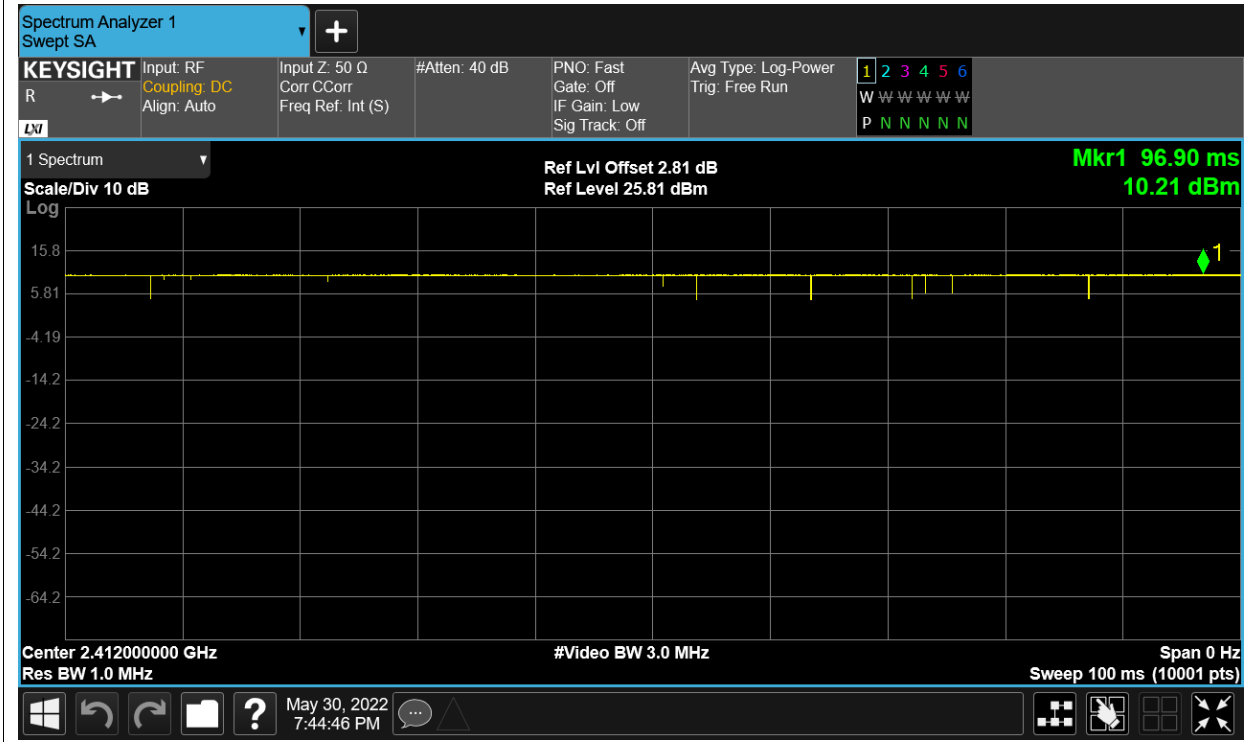 Spectrum Analyzer 1
Swept SA
+
KEYSIGHT
R
LXI
Input: RF
Coupling: DC
Align: Auto
Input Z: 50 Ω
Corr CCorr
Freq Ref: Int (S)
#Atten: 40 dB
PNO: Fast
Gate: Off
IF Gain: Low
Sig Track: Off
Avg Type: Log-Power
Trig: Free Run
1 2 3 4 5 6
W W W W W W
P N N N N N
1 Spectrum
Scale/Div 10 dB
Log
Ref Lvl Offset 2.81 dB
Ref Level 25.81 dBm
Mkr1 96.90 ms
10.21 dBm
1
15.8
5.81
-4.19
-14.2
-24.2
-34.2
-44.2
-54.2
-64.2
Center 2.412000000 GHz
Res BW 1.0 MHz
#Video BW 3.0 MHz
Span 0 Hz
Sweep 100 ms (10001 pts)
?
May 30, 2022
7:44:46 PM